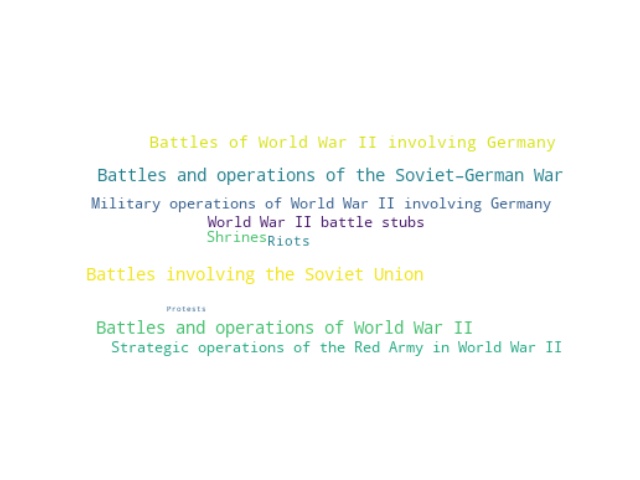 Battles of World War II involving Germany
Battles and operations of the Soviet–German War
Military operations of World War II involving Germany
World War II battle stubs
Shrines
Riots
Battles involving the Soviet Union
Protests
Battles and operations of World War II
Strategic operations of the Red Army in World War II